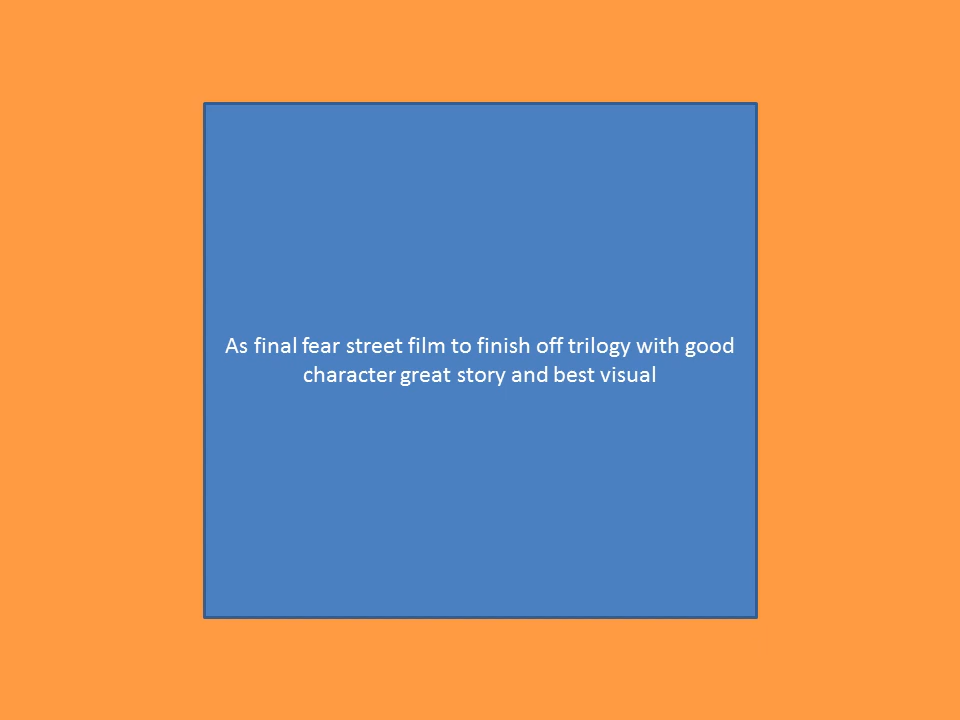 As final fear street film to finish off trilogy with good
character great story and best visual